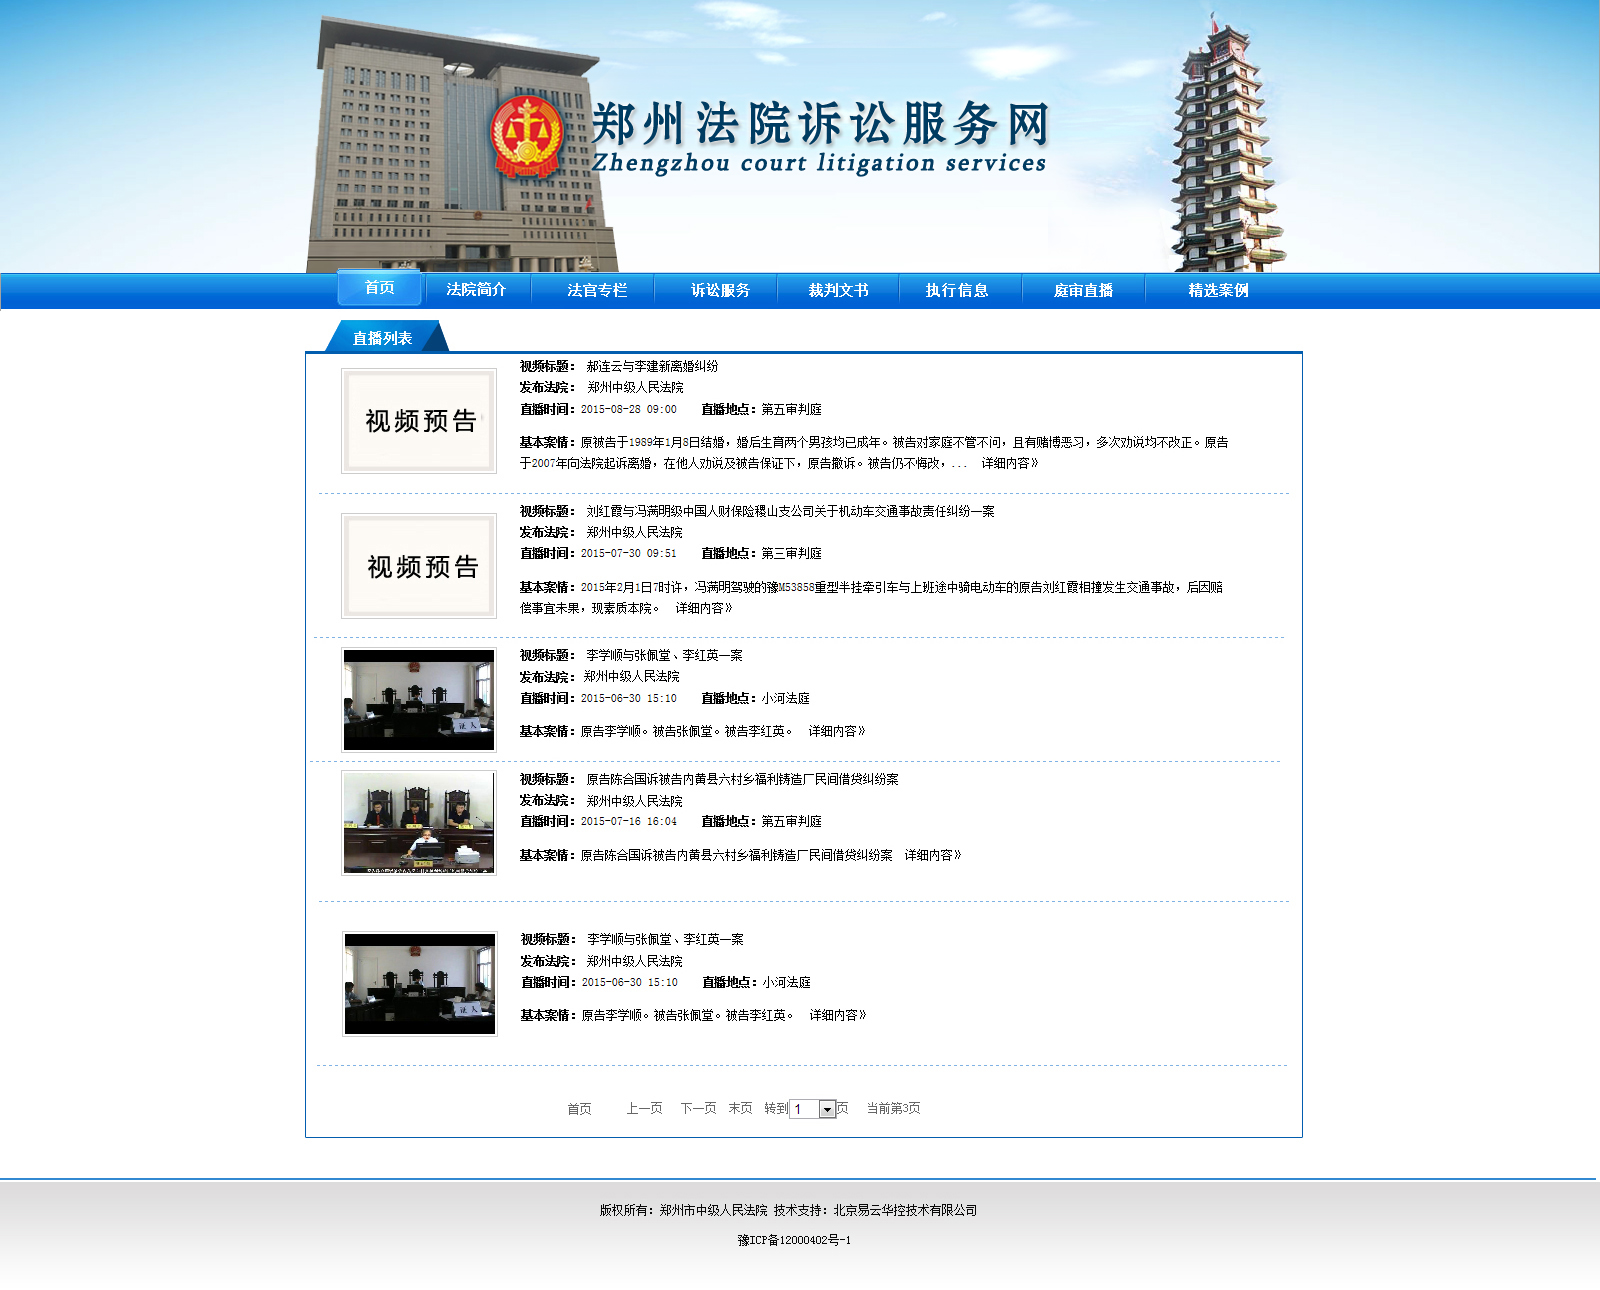 郑州法院诉讼服务网
Zhengzhou court litigation services
首页 法院简介 法官专栏 诉讼服务 裁判文书 执行信息 庭审直播 精选案例
直播列表
视频预告
视频标题： 郝连云与李建新离婚纠纷
发布法院： 郑州中级人民法院
直播时间：2015-08-28 09:00 直播地点：第五审判庭
基本案情：原被告于1989年1月8日结婚，婚后生育两个男孩均已成年。被告对家庭不管不问，且有赌博恶习，多次劝说均不改正。原告
于2007年向法院起诉离婚，在他人劝说及被告保证下，原告撤诉。被告仍不悔改，... 详细内容》
视频预告
视频标题： 刘红霞与冯满明级中国人财保险稷山支公司关于机动车交通事故责任纠纷一案
发布法院： 郑州中级人民法院
直播时间：2015-07-30 09:51 直播地点：第三审判庭
基本案情：2015年2月1日7时许，冯满明驾驶的豫M53858重型半挂牵引车与上班途中骑电动车的原告刘红霞相撞发生交通事故，后因赔
偿事宜未果，现素质本院。 详细内容》
视频标题： 李学顺与张佩堂、李红英一案
发布法院： 郑州中级人民法院
直播时间：2015-06-30 15:10 直播地点：小河法庭
基本案情：原告李学顺。被告张佩堂。被告李红英。 详细内容》
视频标题： 原告陈合国诉被告内黄县六村乡福利铸造厂民间借贷纠纷案
发布法院： 郑州中级人民法院
直播时间：2015-07-16 16:04 直播地点：第五审判庭
基本案情：原告陈合国诉被告内黄县六村乡福利铸造厂民间借贷纠纷案 详细内容》
视频标题： 李学顺与张佩堂、李红英一案
发布法院： 郑州中级人民法院
直播时间：2015-06-30 15:10 直播地点：小河法庭
基本案情：原告李学顺。被告张佩堂。被告李红英。 详细内容》
首页 上一页 下一页 末页 转到 1 页 当前第3页
版权所有：郑州市中级人民法院 技术支持：北京易云华控技术有限公司
豫ICP备12000402号-1